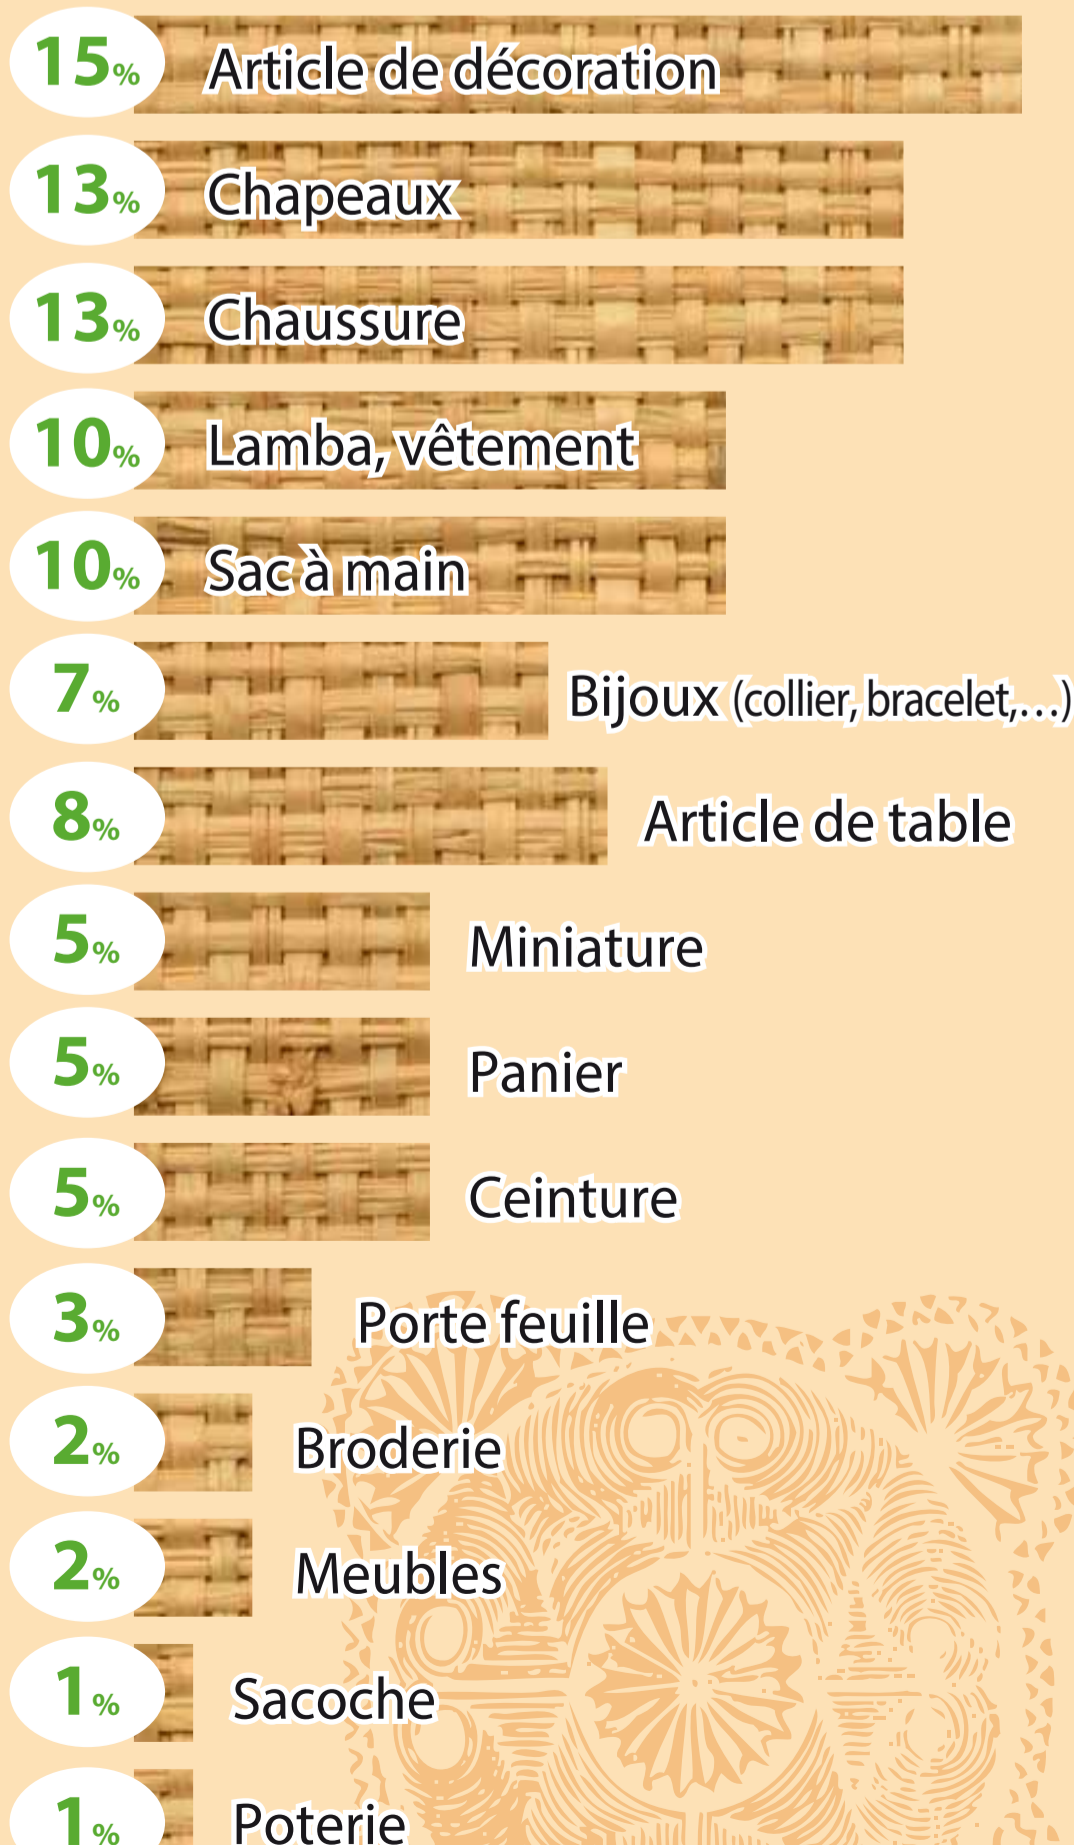 15% Article de décoration
13% Chapeaux
13% Chaussure
10% Lamba, vêtement
10% Sac à main
7% Bijoux (collier, bracelet,...)
8% Article de table
5% Miniature
5% Panier
5% Ceinture
3% Porte feuille
2% Broderie
2% Meubles
1% Sacoche
1% Poterie